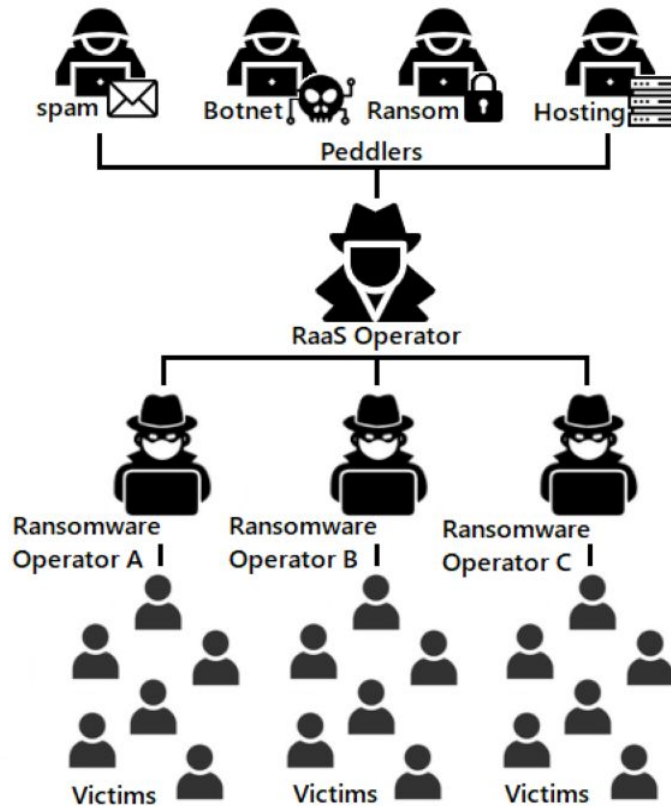 spam
Botnet
Ransom
Hosting
Peddlers
RaaS Operator
Ransomware
Operator A
Ransomware
Operator B
Ransomware
Operator C
Victims
Victims
Victims